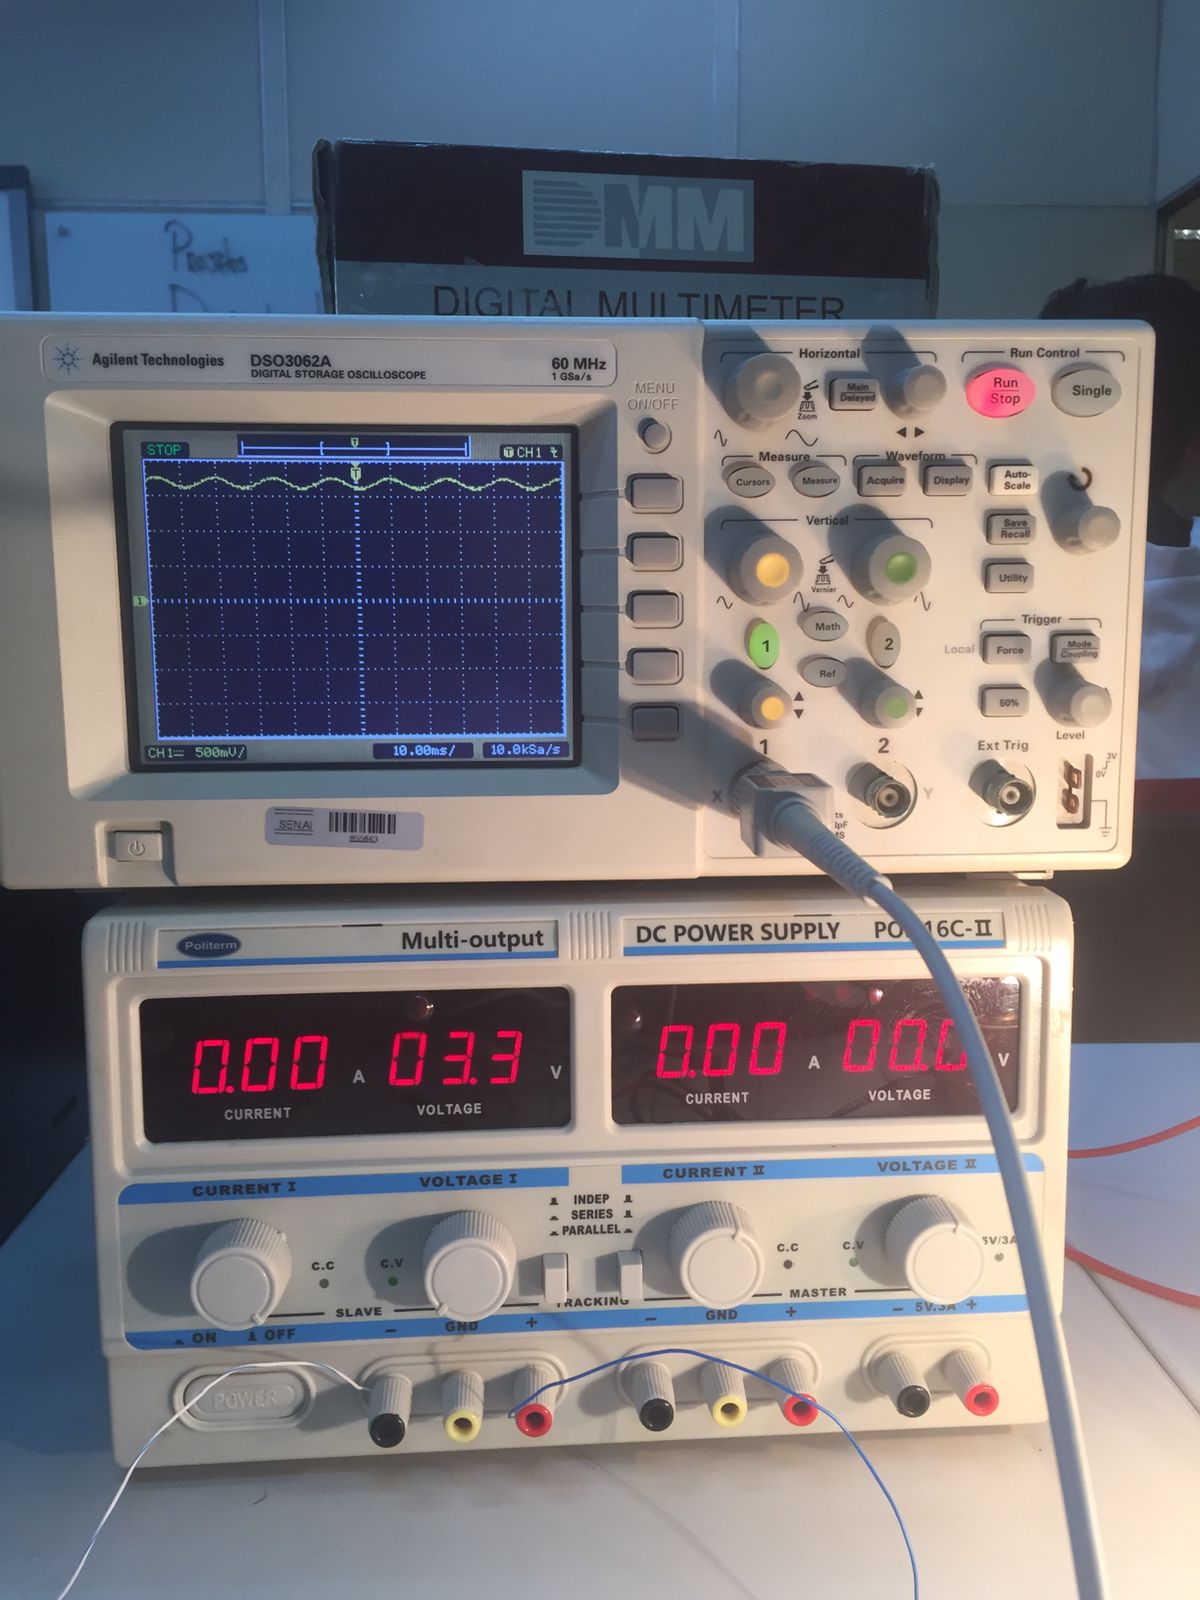 DMM
DIGITAL MULTIMETER
Agilent Technologies DSO3062A 60 MHz
DIGITAL STORAGE OSCILLOSCOPE 1 GSa/s
MENU
ON/OFF
STOP T CH1
T
1
CH1 500mV/ 10.00ms/ 10.0kSa/s
SENAI
Horizontal Run Control
Main
Delayed
Zoom
Run
Stop
Single
Measure Waveform
Cursors Measure Acquire Display
Auto-
Scale
Save
Recall
Utility
Vertical
Vernier
Math
1 2
Ref
Trigger
Local Force
Mode
Coupling
50%
Level
1 2 Ext Trig
X Y
3V
0V
Politerm Multi-output DC POWER SUPPLY 16C-II
0.00 A 03.3 V 0.00 A 00.0 V
CURRENT VOLTAGE CURRENT VOLTAGE
CURRENT I VOLTAGE I CURRENT II VOLTAGE II
INDEP
SERIES
PARALLEL
C.C C.V C.C C.V 5V/3A
SLAVE TRACKING MASTER
ON OFF − GND + − GND + − 5V.3A +
POWER